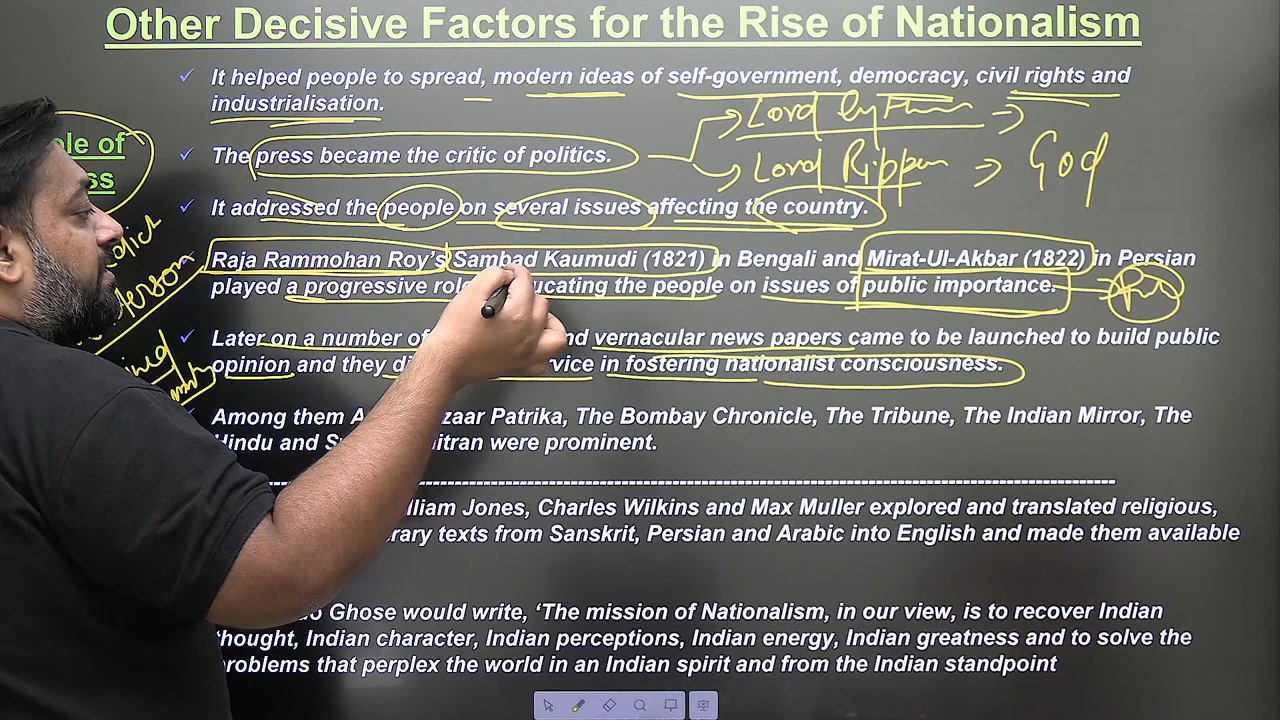 Other Decisive Factors for the Rise of Nationalism
✓ It helped people to spread, modern ideas of self-government, democracy, civil rights and
industrialisation.
Lord Lytton →
ole of
ss
✓ The press became the critic of politics.
Lord Rippon → God
✓ It addressed the people on several issues affecting the country.
✓ Raja Rammohan Roy's Sambad Kaumudi (1821) in Bengali and Mirat-Ul-Akbar (1822) in Persian
played a progressive role ucating the people on issues of public importance.
✓ Later on a number of nd vernacular news papers came to be launched to build public
opinion and they d vice in fostering nationalist consciousness.
Among them A zaar Patrika, The Bombay Chronicle, The Tribune, The Indian Mirror, The
Hindu and S itran were prominent.
lliam Jones, Charles Wilkins and Max Muller explored and translated religious,
rary texts from Sanskrit, Persian and Arabic into English and made them available
o Ghose would write, ‘The mission of Nationalism, in our view, is to recover Indian
thought, Indian character, Indian perceptions, Indian energy, Indian greatness and to solve the
problems that perplex the world in an Indian spirit and from the Indian standpoint